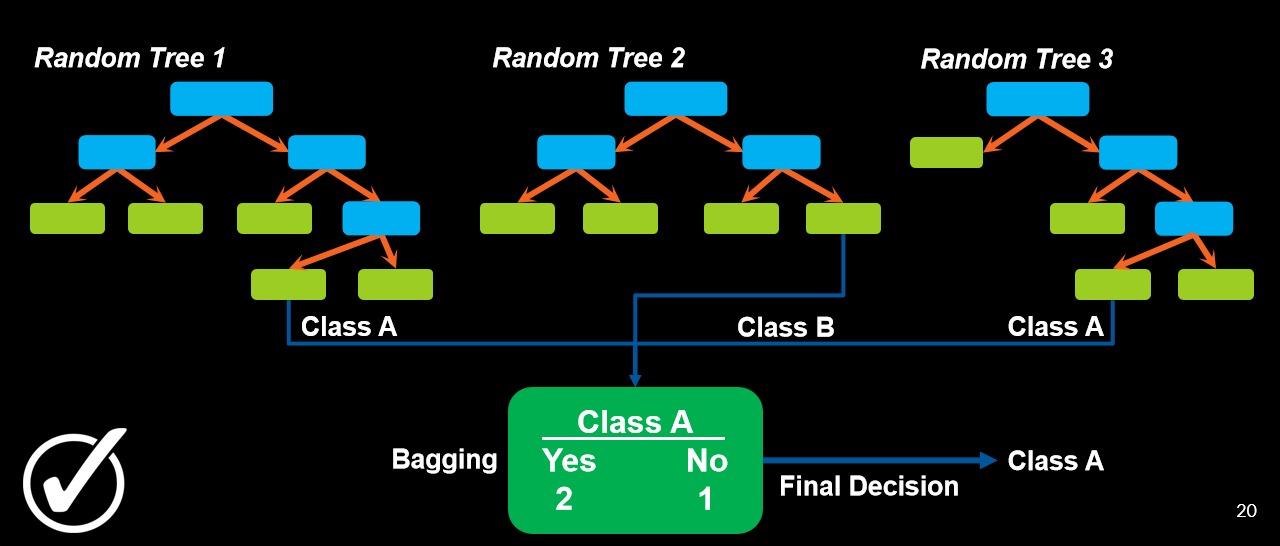 Random Tree 1
Random Tree 2
Random Tree 3
Class A
Class B
Class A
Bagging
Class A
Yes No
2 1
Final Decision
Class A
20